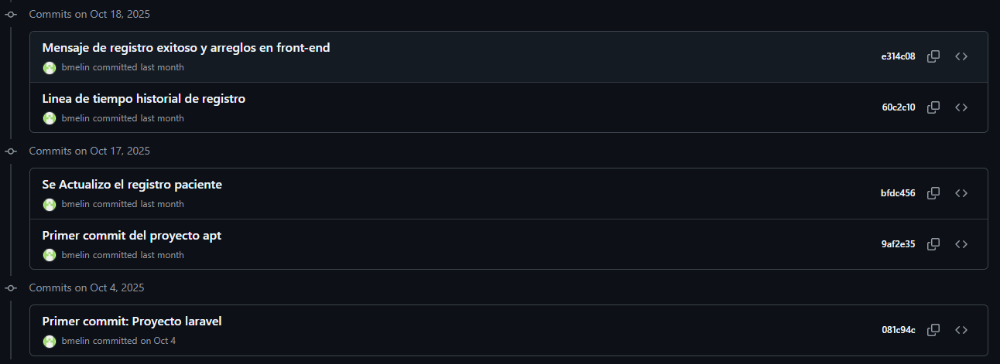 Commits on Oct 18, 2025
Mensaje de registro exitoso y arreglos en front-end
bmelin committed last month
e314c08
Linea de tiempo historial de registro
bmelin committed last month
60c2c10
Commits on Oct 17, 2025
Se Actualizo el registro paciente
bmelin committed last month
bfdc456
Primer commit del proyecto apt
bmelin committed last month
9af2e35
Commits on Oct 4, 2025
Primer commit: Proyecto laravel
bmelin committed on Oct 4
081c94c